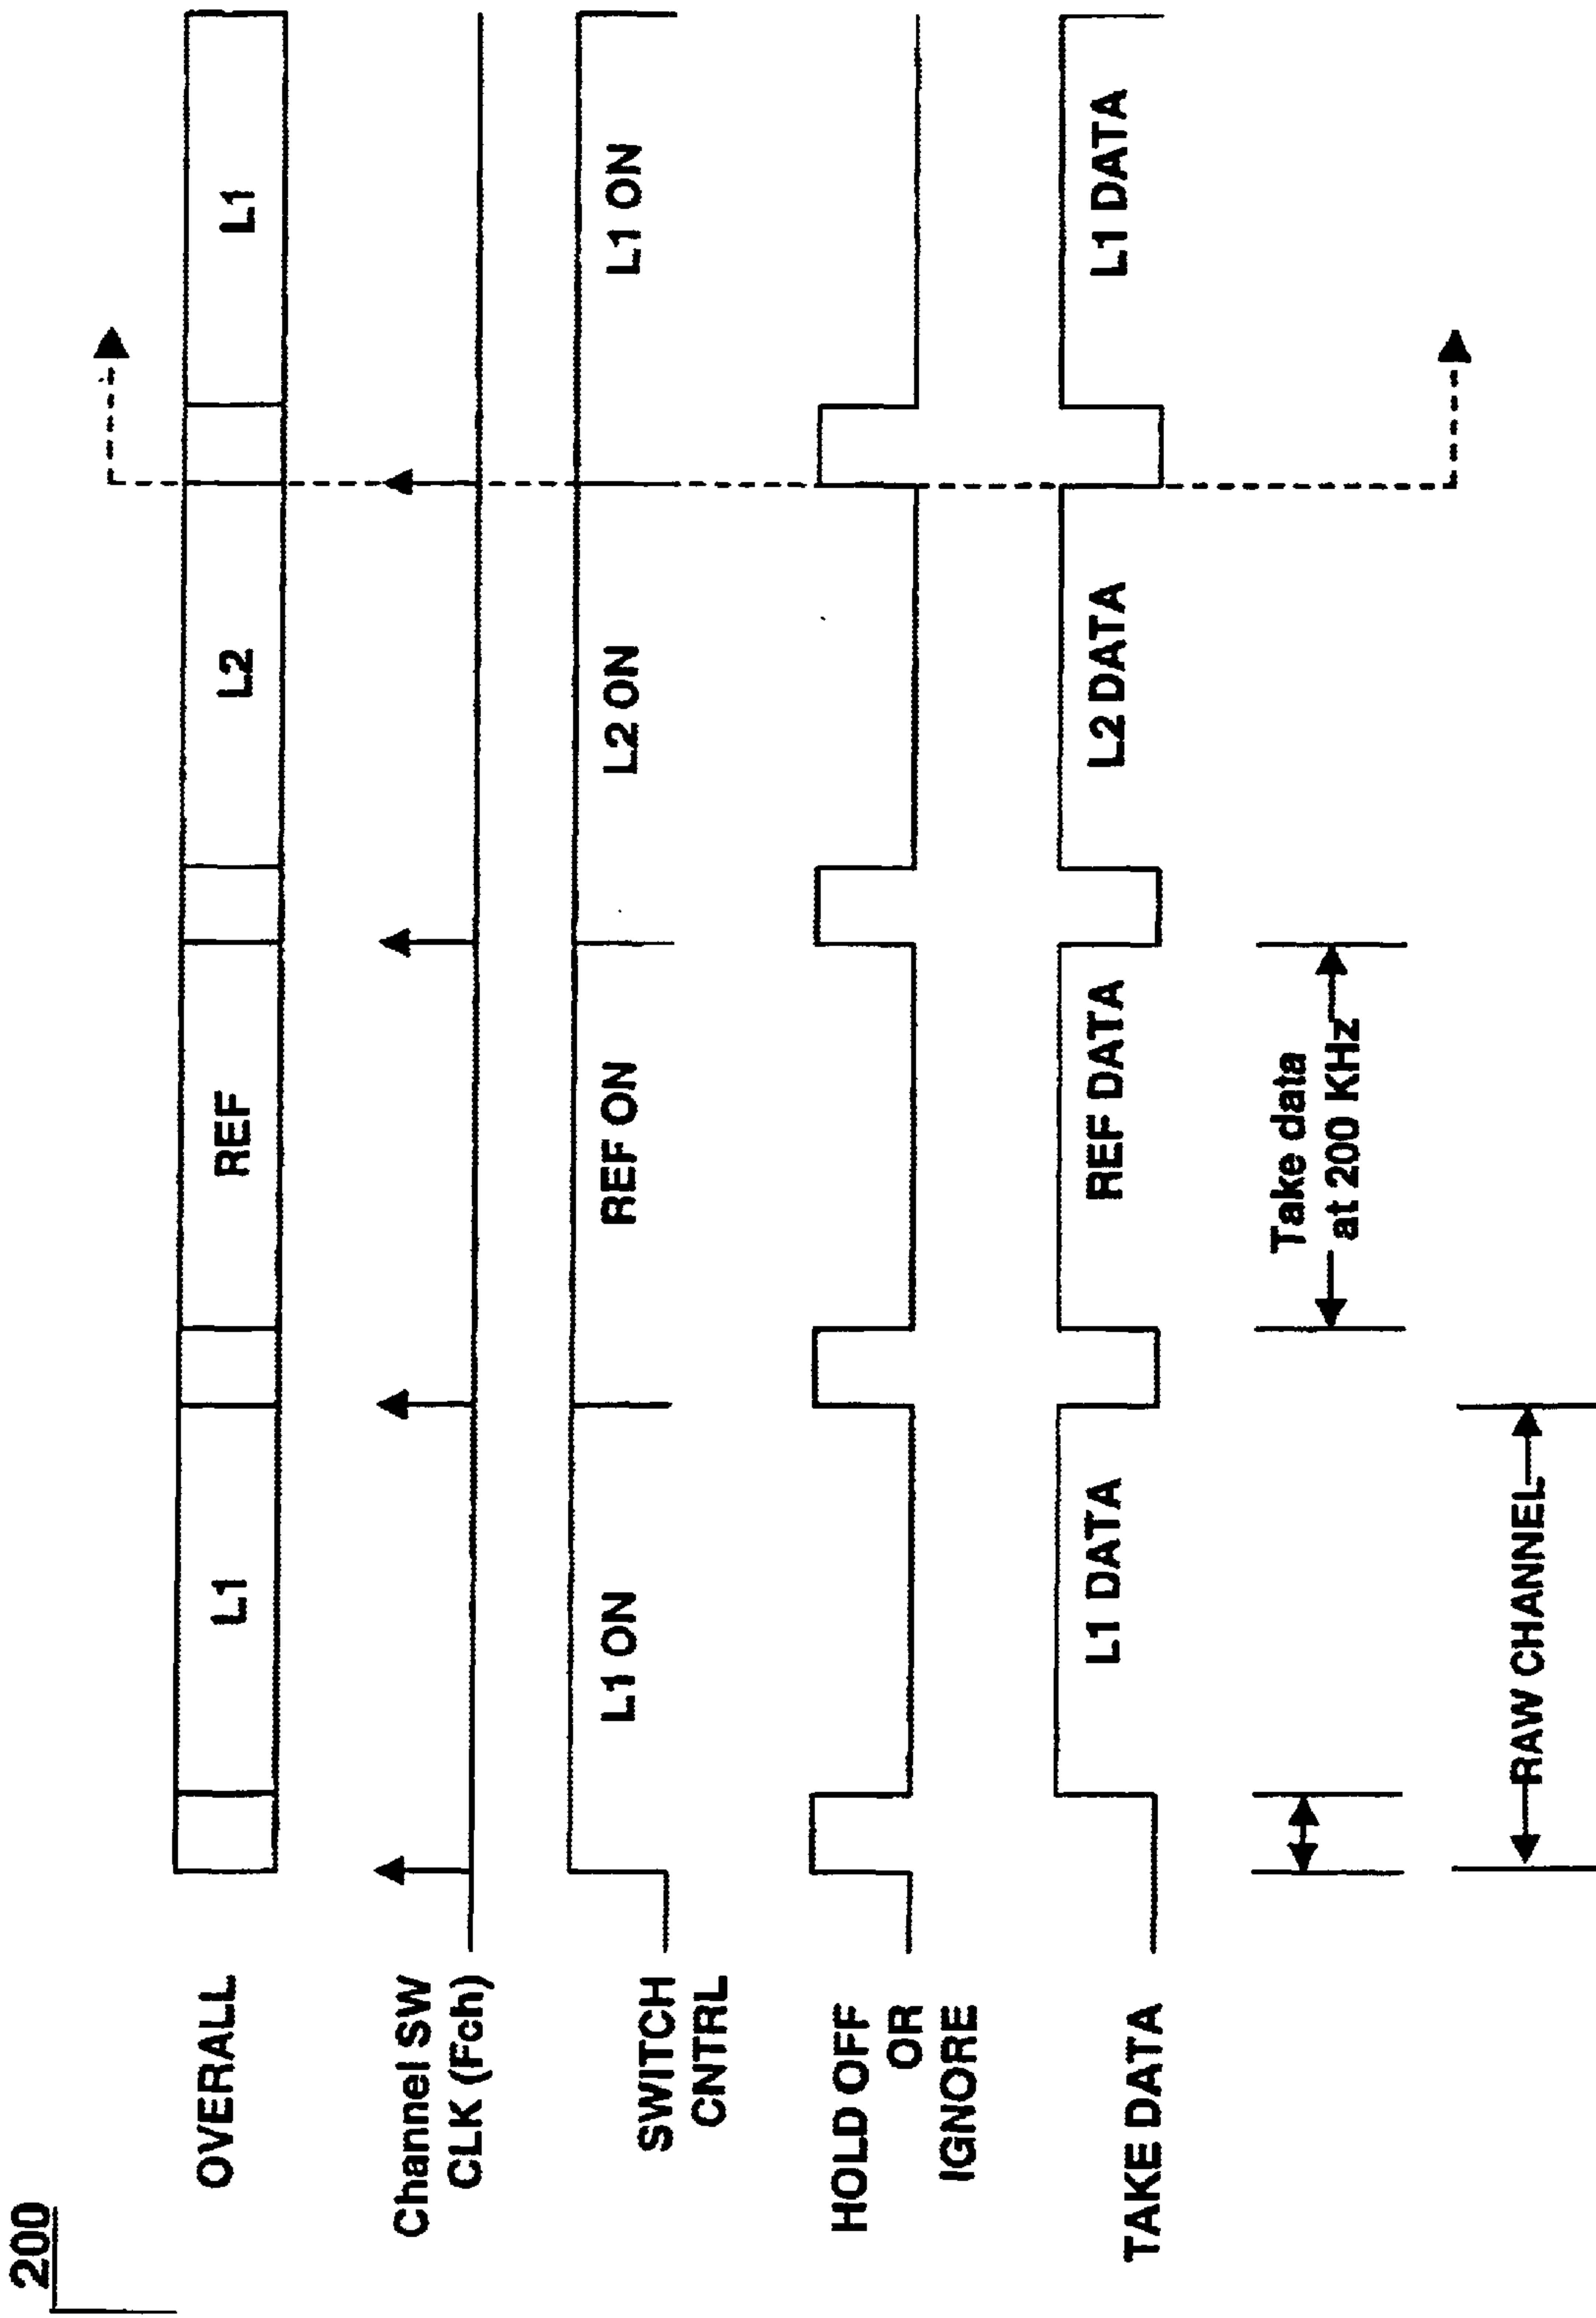 200
OVERALL
L1
REF
L2
L1
Channel SW
CLK (Fch)
SWITCH
CNTRL
L1 ON
REF ON
L2 ON
L1 ON
HOLD OFF
OR
IGNORE
TAKE DATA
L1 DATA
REF DATA
L2 DATA
L1 DATA
Take data
at 200 KHz
RAW CHANNEL